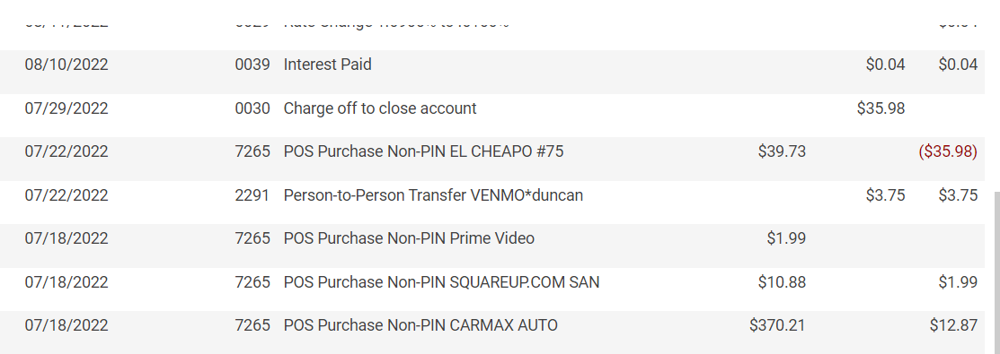 08/10/2022 0039 Interest Paid $0.04 $0.04
07/29/2022 0030 Charge off to close account $35.98
07/22/2022 7265 POS Purchase Non-PIN EL CHEAPO #75 $39.73 ($35.98)
07/22/2022 2291 Person-to-Person Transfer VENMO*duncan $3.75 $3.75
07/18/2022 7265 POS Purchase Non-PIN Prime Video $1.99
07/18/2022 7265 POS Purchase Non-PIN SQUAREUP.COM SAN $10.88 $1.99
07/18/2022 7265 POS Purchase Non-PIN CARMAX AUTO $370.21 $12.87